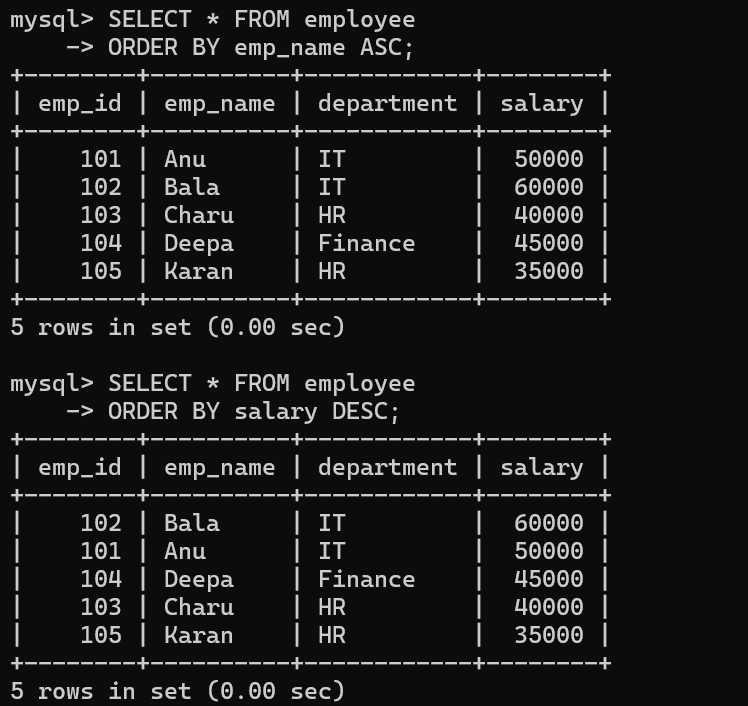 mysql> SELECT * FROM employee
    -> ORDER BY emp_name ASC;
+--------+----------+------------+--------+
| emp_id | emp_name | department | salary |
+--------+----------+------------+--------+
|    101 | Anu      | IT         |  50000 |
|    102 | Bala     | IT         |  60000 |
|    103 | Charu    | HR         |  40000 |
|    104 | Deepa    | Finance    |  45000 |
|    105 | Karan    | HR         |  35000 |
+--------+----------+------------+--------+
5 rows in set (0.00 sec)

mysql> SELECT * FROM employee
    -> ORDER BY salary DESC;
+--------+----------+------------+--------+
| emp_id | emp_name | department | salary |
+--------+----------+------------+--------+
|    102 | Bala     | IT         |  60000 |
|    101 | Anu      | IT         |  50000 |
|    104 | Deepa    | Finance    |  45000 |
|    103 | Charu    | HR         |  40000 |
|    105 | Karan    | HR         |  35000 |
+--------+----------+------------+--------+
5 rows in set (0.00 sec)